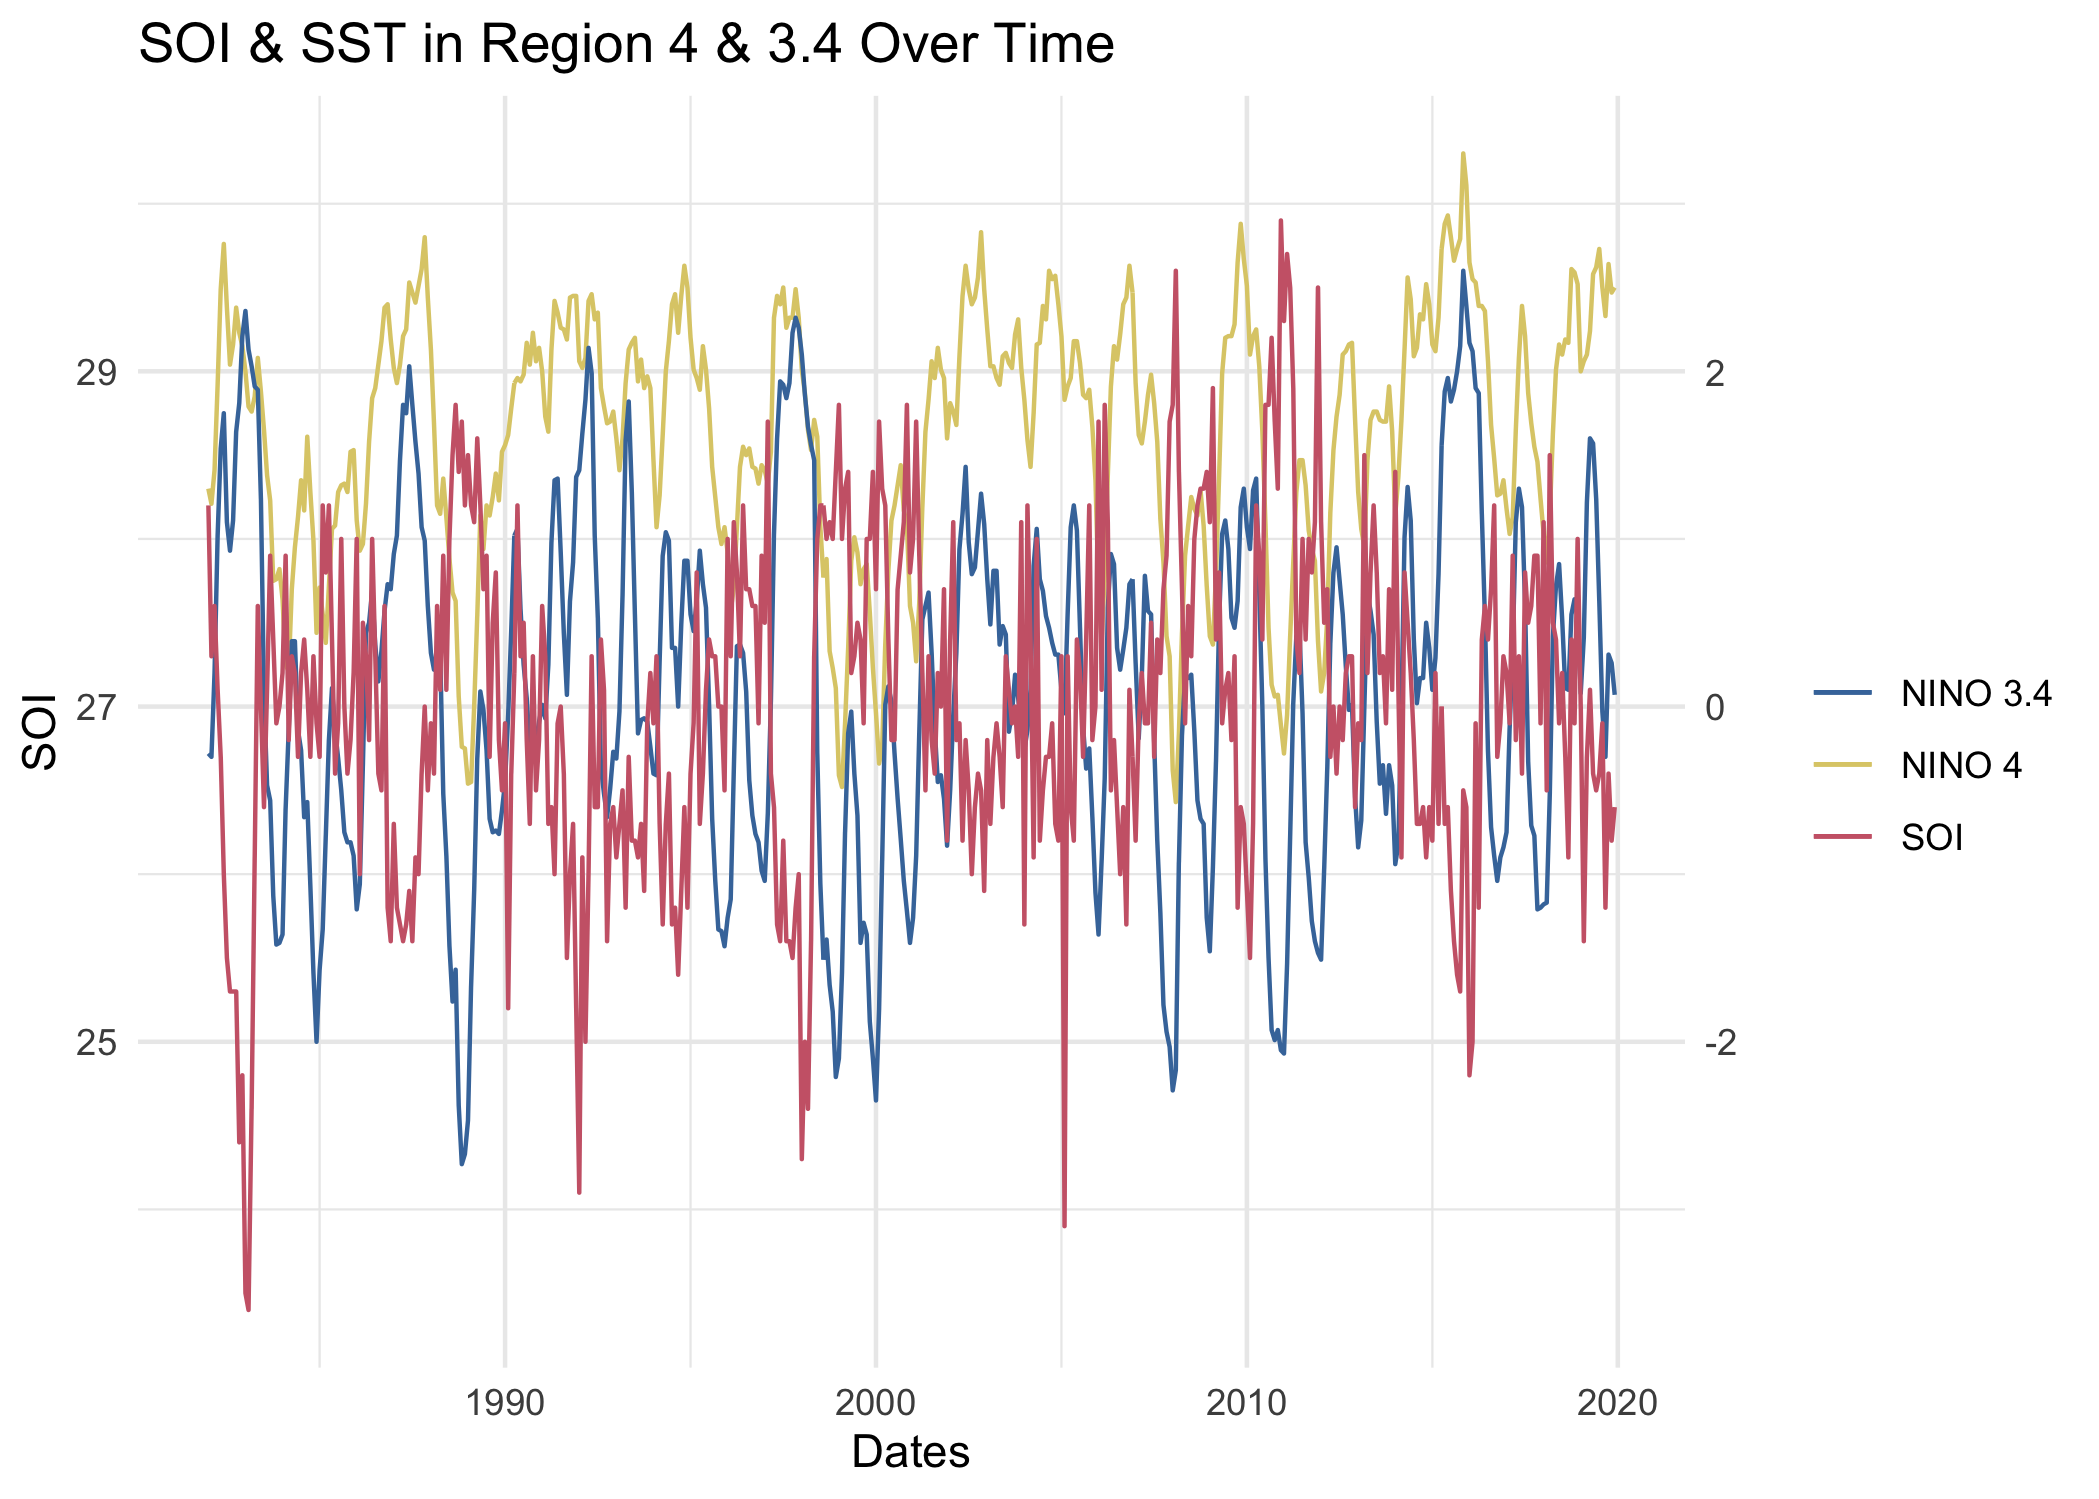 SOI & SST in Region 4 & 3.4 Over Time
SOI
29
27
25
2
0
-2
1990
2000
2010
2020
Dates
NINO 3.4
NINO 4
SOI